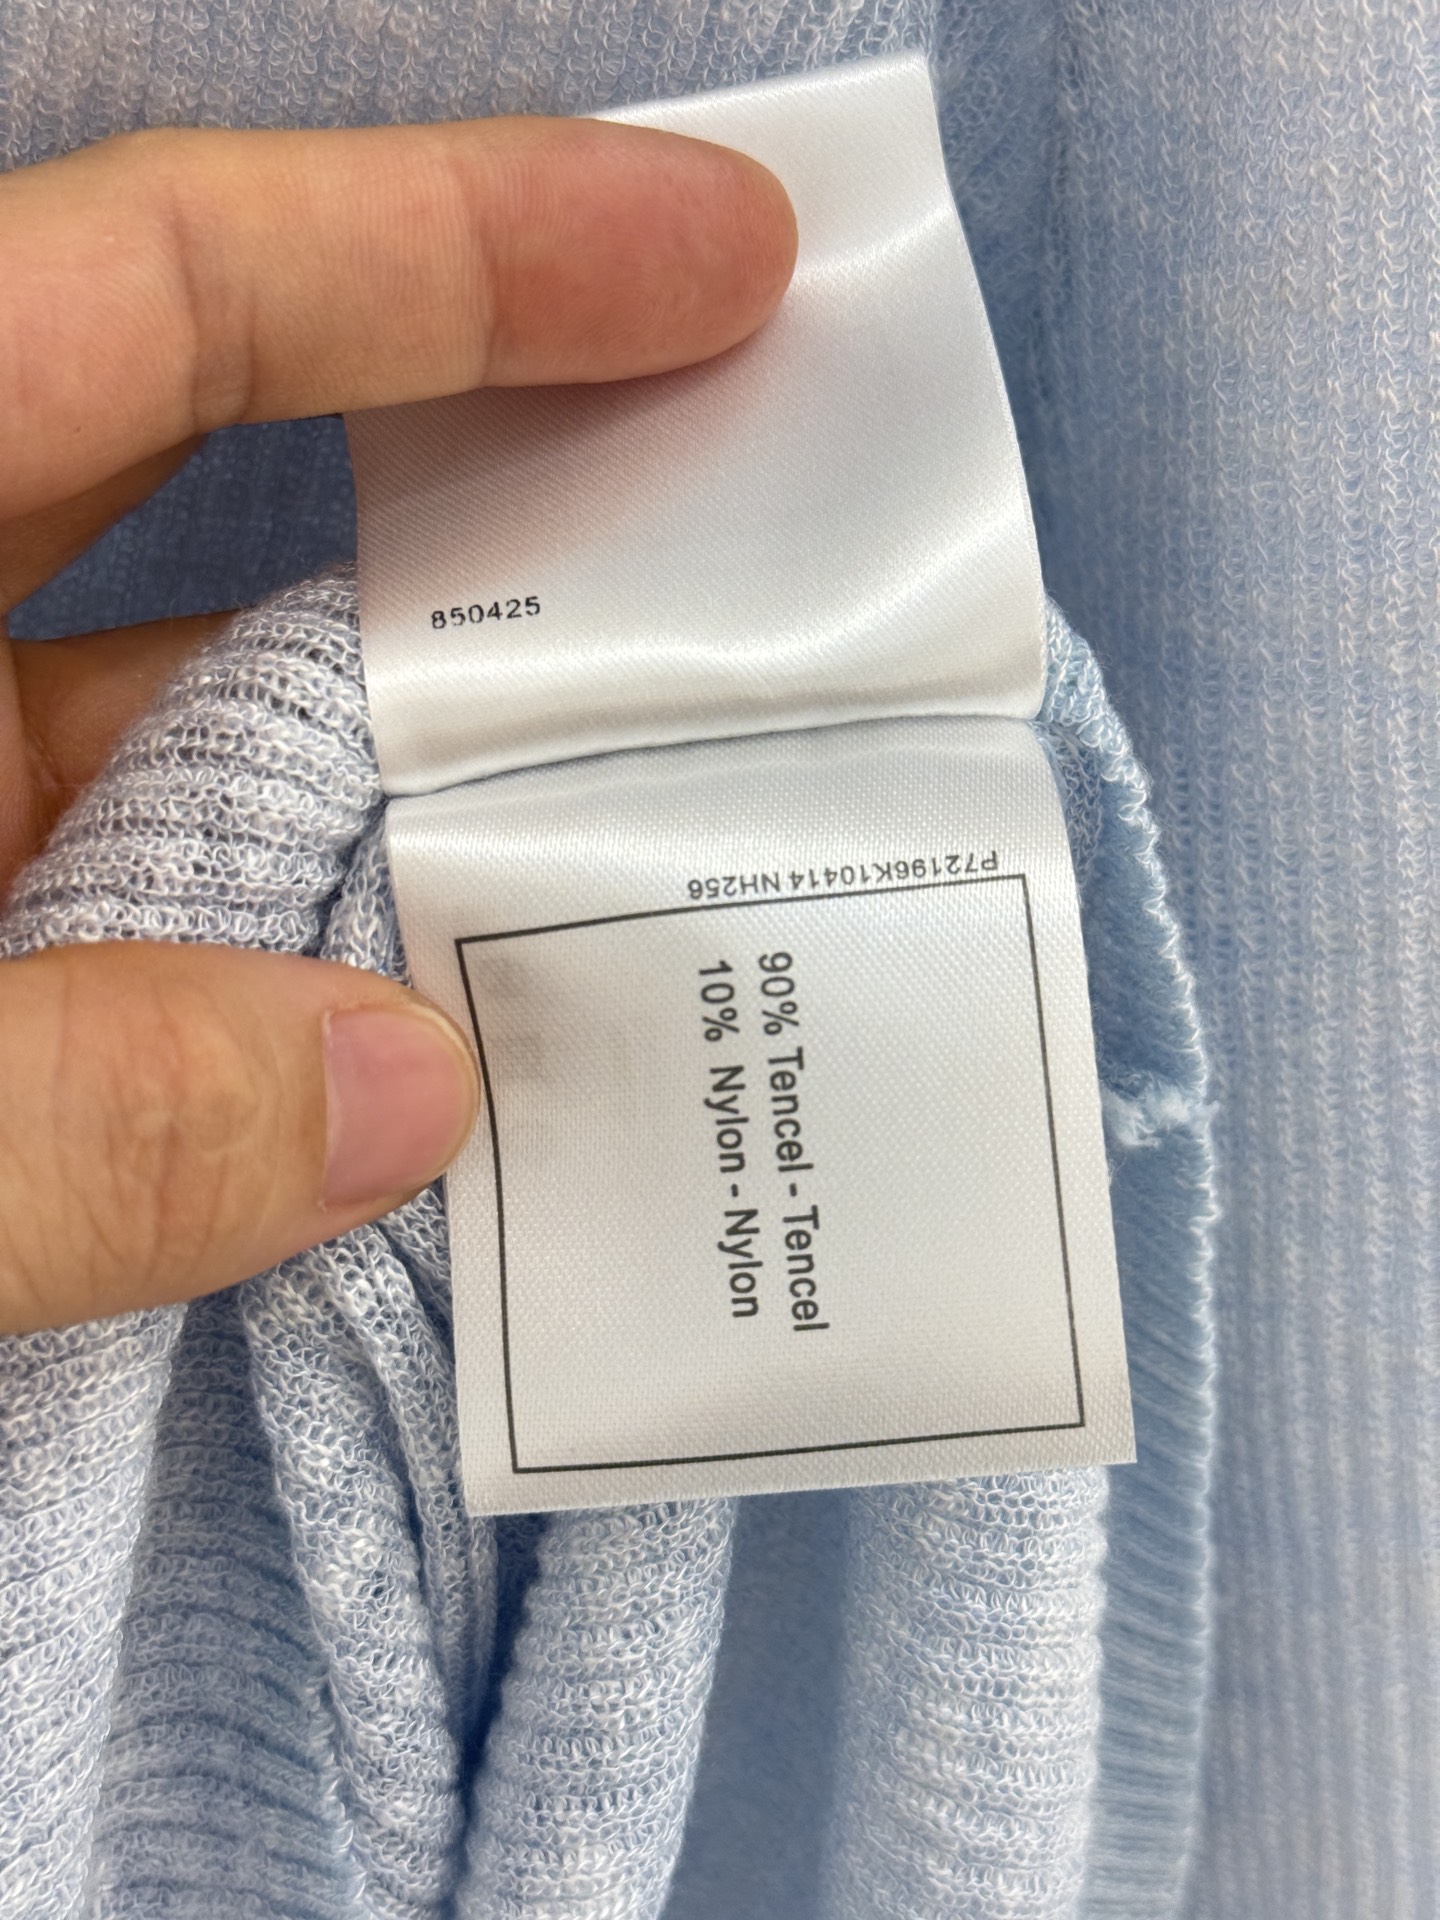 850425
P72196K10414 NH256
90% Tencel - Tencel
10% Nylon - Nylon